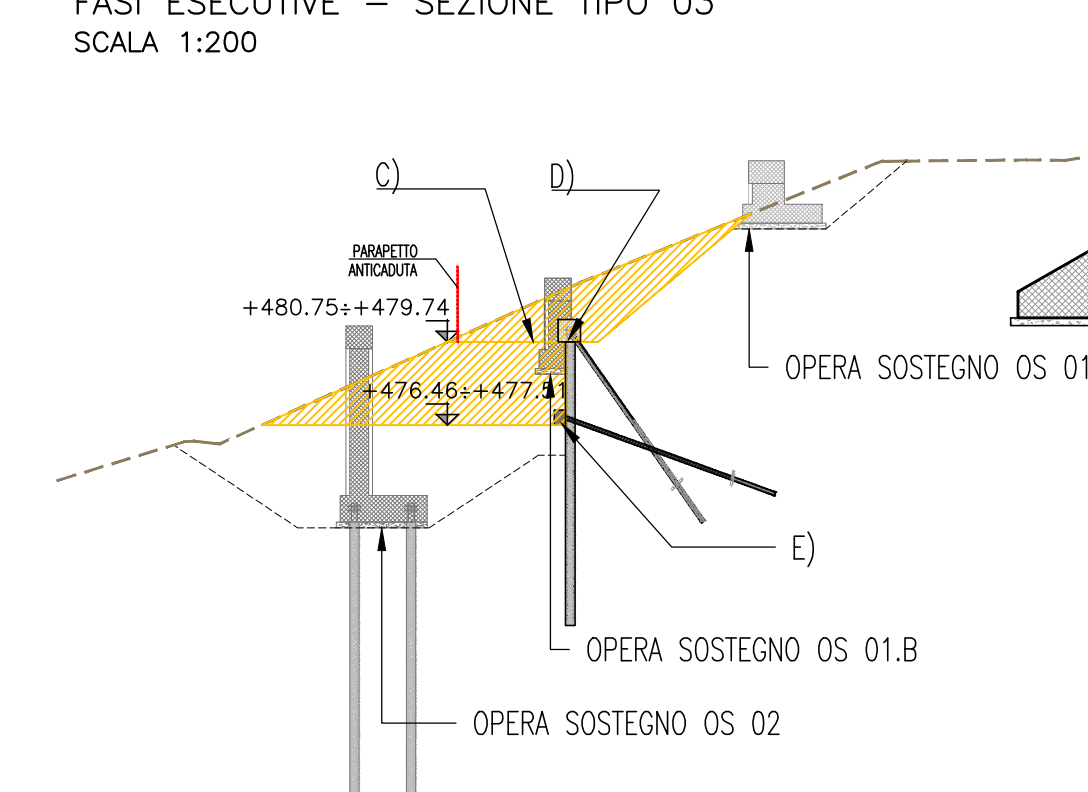 FASI ESECUTIVE – SEZIONE TIPO 03
SCALA 1:200
C)
D)
PARAPETTO
ANTICADUTA
+480.75÷+479.74
OPERA SOSTEGNO OS 01
+476.46÷+477.51
E)
OPERA SOSTEGNO OS 01.B
OPERA SOSTEGNO OS 02